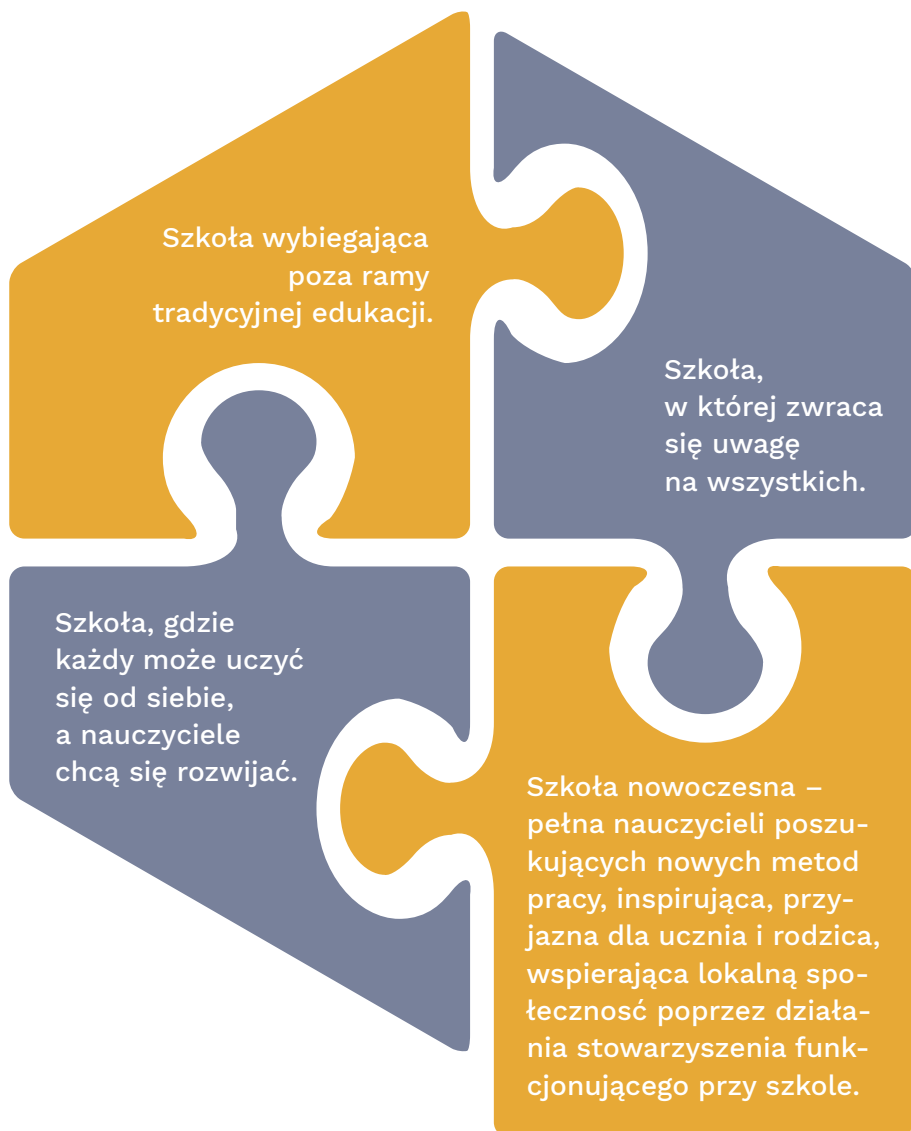 Szkoła wybiegająca
poza ramy
tradycyjnej edukacji.
Szkoła,
w której zwraca
się uwagę
na wszystkich.
Szkoła, gdzie
każdy może uczyć
się od siebie,
a nauczyciele
chcą się rozwijać.
Szkoła nowoczesna –
pełna nauczycieli poszu-
kujących nowych metod
pracy, inspirująca, przy-
jazna dla ucznia i rodzica,
wspierająca lokalną spo-
łeczność poprzez działa-
nia stowarzyszenia funk-
cjonującego przy szkole.